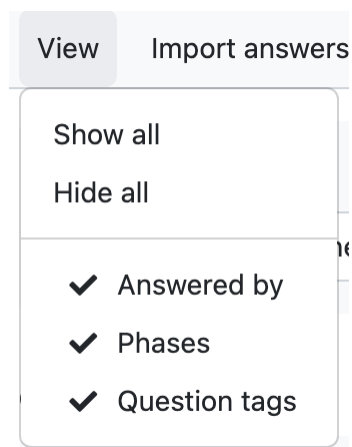 View Import answers
Show all
Hide all
Answered by
Phases
Question tags